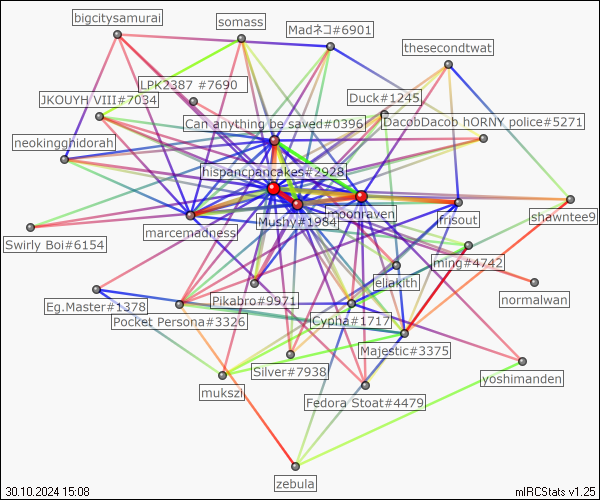 bigcitysamurai
somass
Madネコ#6901
thesecondtwat
LPK2387 #7690
JKOUYH VIII#7034
Duck#1245
Can anything be saved#0396
DacobDacob hORNY police#5271
neokingghidorah
hispancpancakes#2928
Mushy#1984
moonraven
marcemadness
frisout
shawntee9
Swirly Boi#6154
ming#4742
ellakith
normalwan
Pikabro#9971
Eg.Master#1378
Pocket Persona#3326
Cypha#1717
Majestic#3375
Silver#7938
yoshimanden
mukszi
Fedora Stoat#4479
zebula
30.10.2024 15:08
mIRCStats v1.25